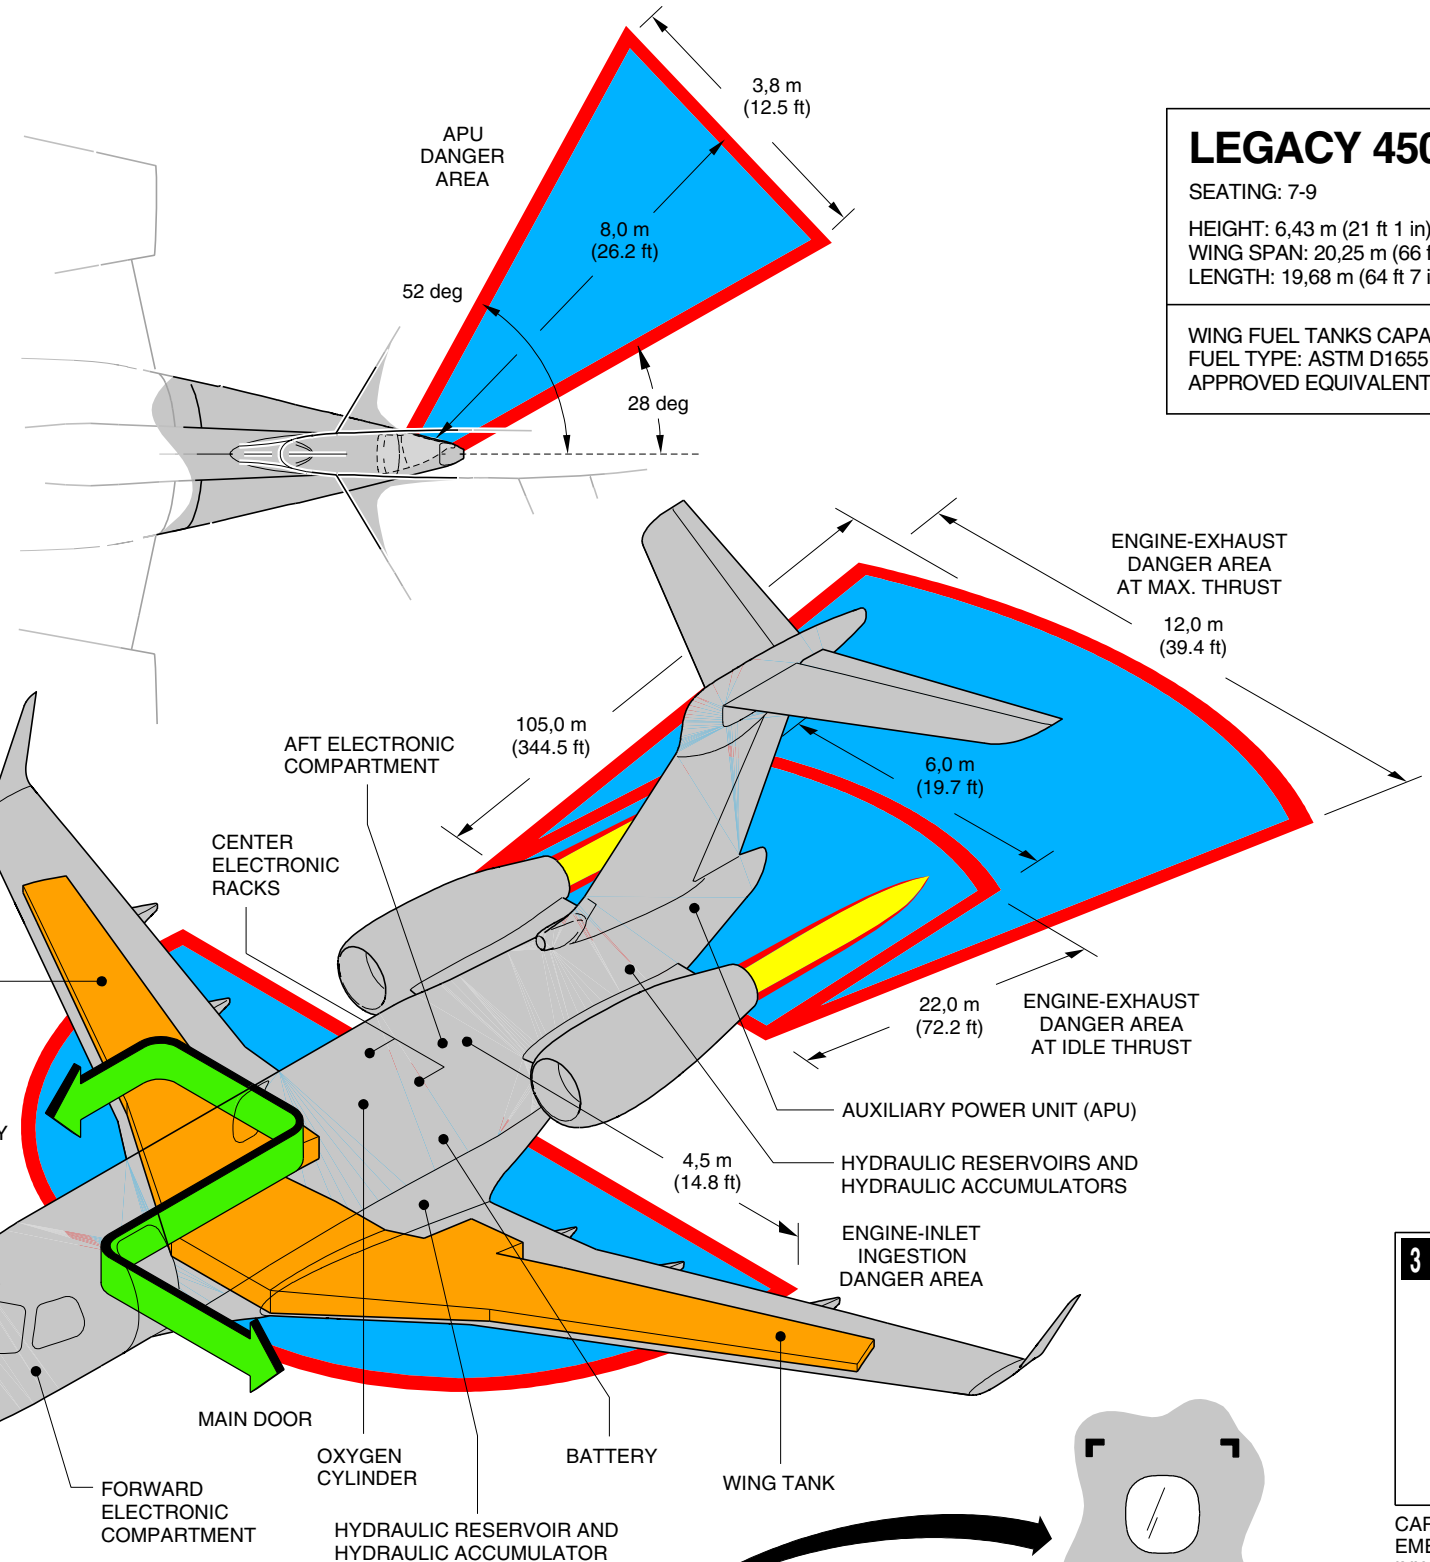 3,8 m
(12.5 ft)
APU
DANGER
AREA
8,0 m
(26.2 ft)
52 deg
28 deg
LEGACY 450
SEATING: 7-9
HEIGHT: 6,43 m (21 ft 1 in)
WING SPAN: 20,25 m (66 f
LENGTH: 19,68 m (64 ft 7 i
WING FUEL TANKS CAPA
FUEL TYPE: ASTM D1655
APPROVED EQUIVALENT
ENGINE-EXHAUST
DANGER AREA
AT MAX. THRUST
12,0 m
(39.4 ft)
105,0 m
(344.5 ft)
AFT ELECTRONIC
COMPARTMENT
6,0 m
(19.7 ft)
CENTER
ELECTRONIC
RACKS
22,0 m
(72.2 ft)
ENGINE-EXHAUST
DANGER AREA
AT IDLE THRUST
AUXILIARY POWER UNIT (APU)
Y
4,5 m
(14.8 ft)
HYDRAULIC RESERVOIRS AND
HYDRAULIC ACCUMULATORS
ENGINE-INLET
INGESTION
DANGER AREA
3
MAIN DOOR
OXYGEN
CYLINDER
BATTERY
WING TANK
FORWARD
ELECTRONIC
COMPARTMENT
HYDRAULIC RESERVOIR AND
HYDRAULIC ACCUMULATOR
CAR
EME